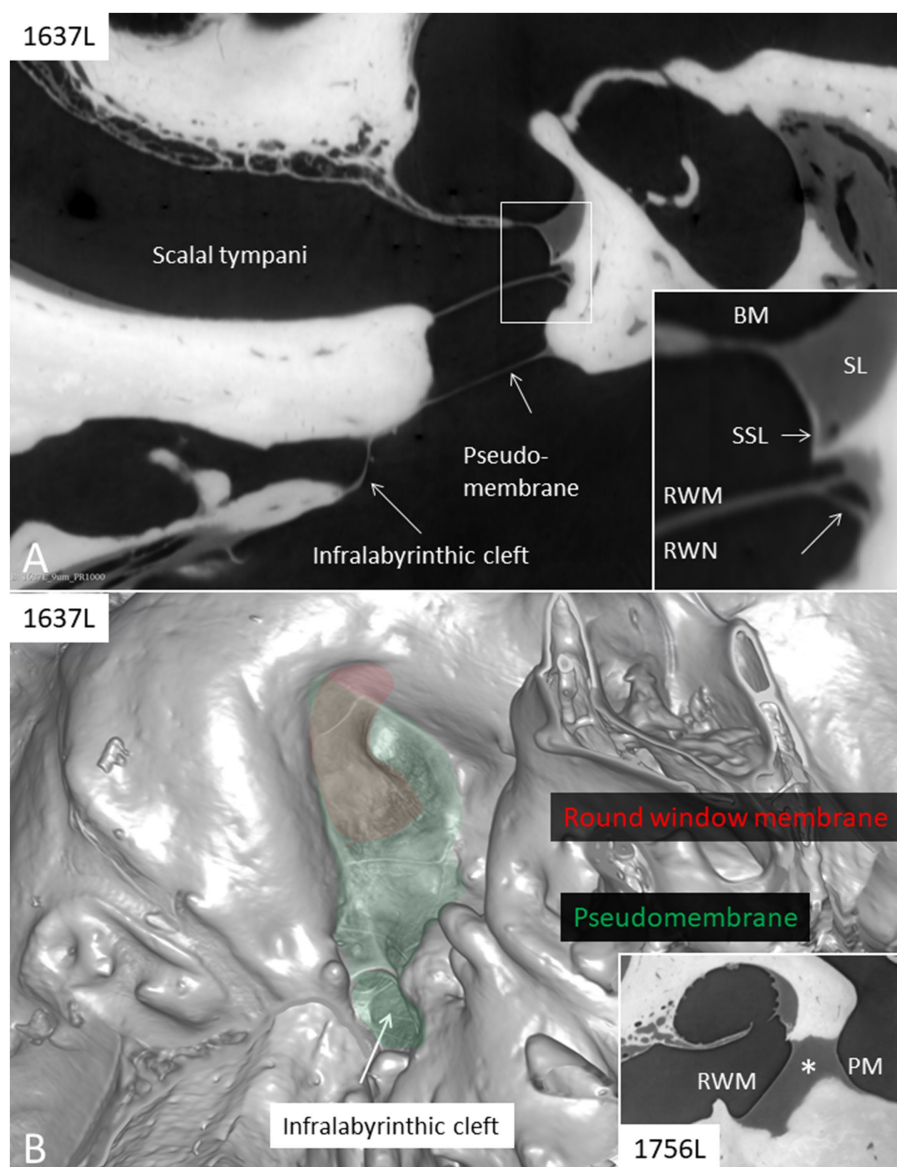 1637L
Scalal tympani
BM
SL
SSL
RWM
RWN
Pseudo-
membrane
Infralabyrinthic cleft
A
1637L
Round window membrane
Pseudomembrane
Infralabyrinthic cleft
RWM
*
PM
1756L
B